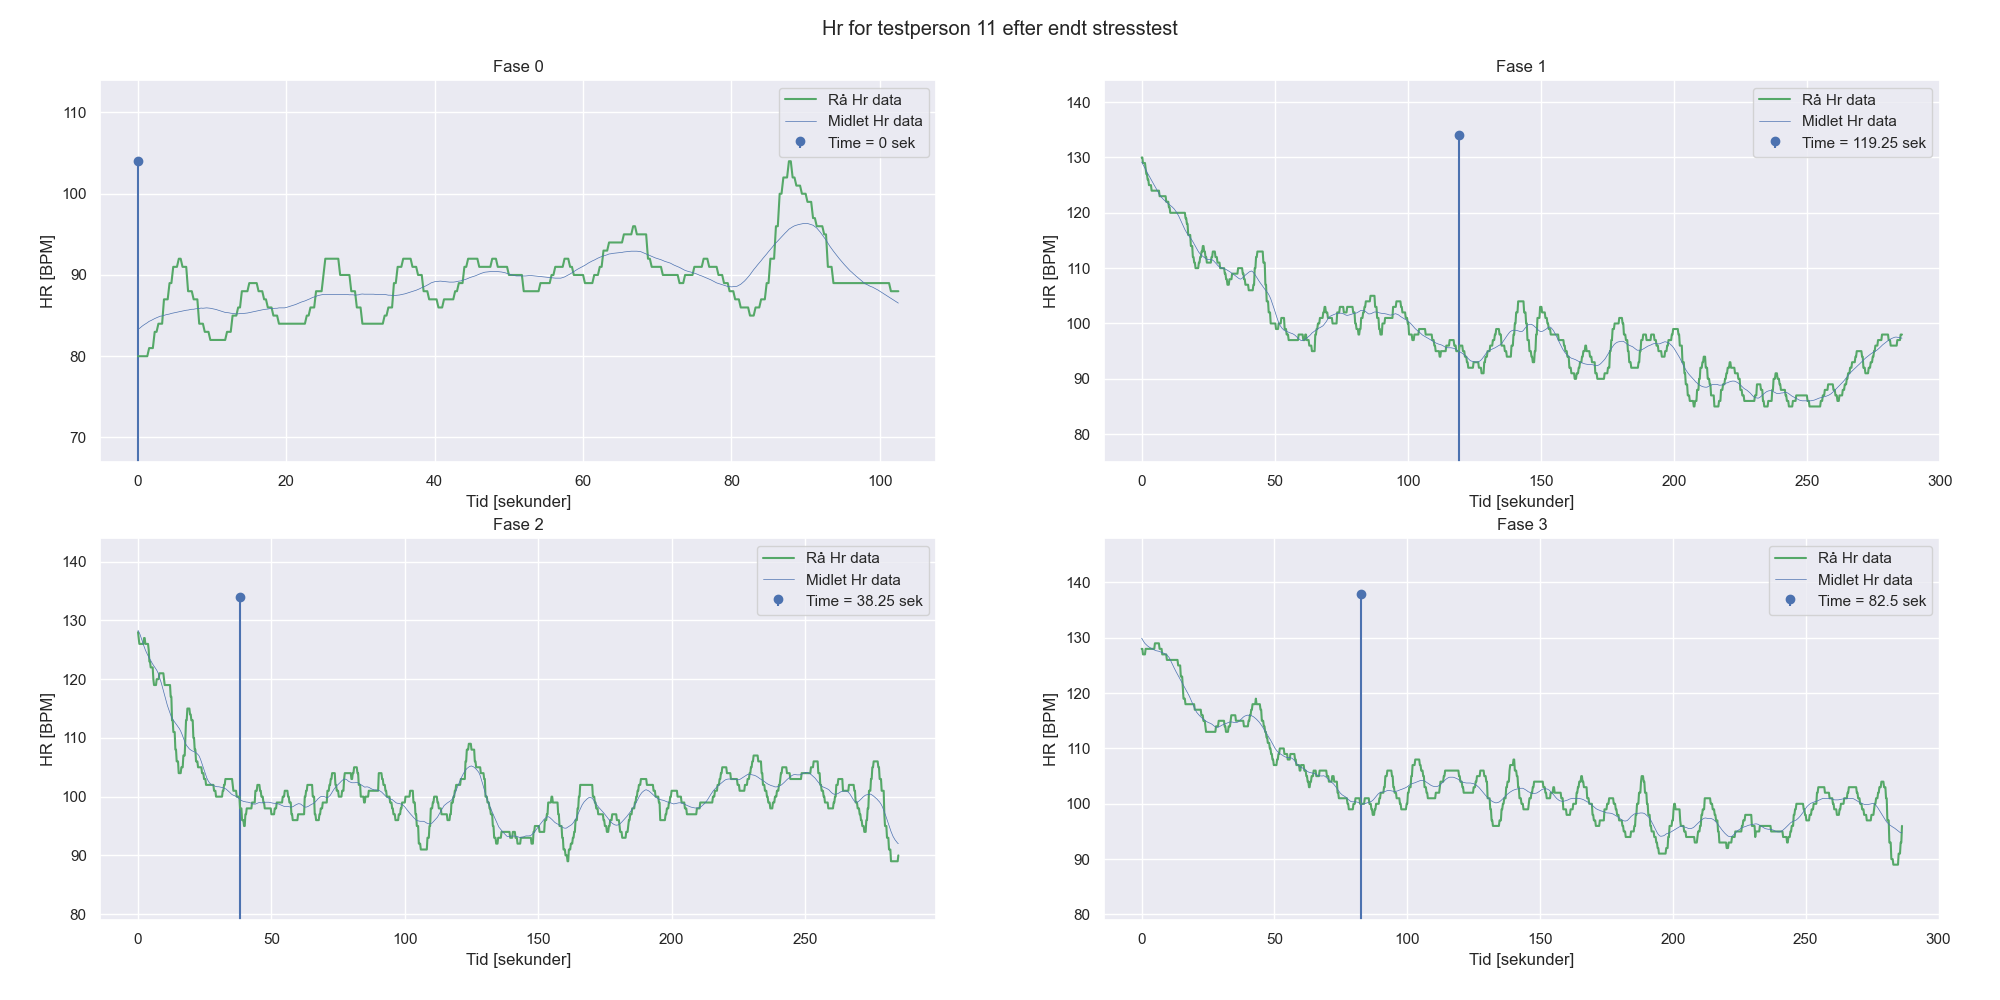 Hr for testperson 11 efter endt stresstest
Fase 0
HR [BPM]
110
100
90
80
70
Rå Hr data
Midlet Hr data
Time = 0 sek
0 20 40 60 80 100
Tid [sekunder]
Fase 1
HR [BPM]
140
130
120
110
100
90
80
Rå Hr data
Midlet Hr data
Time = 119.25 sek
0 50 100 150 200 250 300
Tid [sekunder]
Fase 2
HR [BPM]
140
130
120
110
100
90
80
Rå Hr data
Midlet Hr data
Time = 38.25 sek
0 50 100 150 200 250
Tid [sekunder]
Fase 3
HR [BPM]
140
130
120
110
100
90
80
Rå Hr data
Midlet Hr data
Time = 82.5 sek
0 50 100 150 200 250 300
Tid [sekunder]